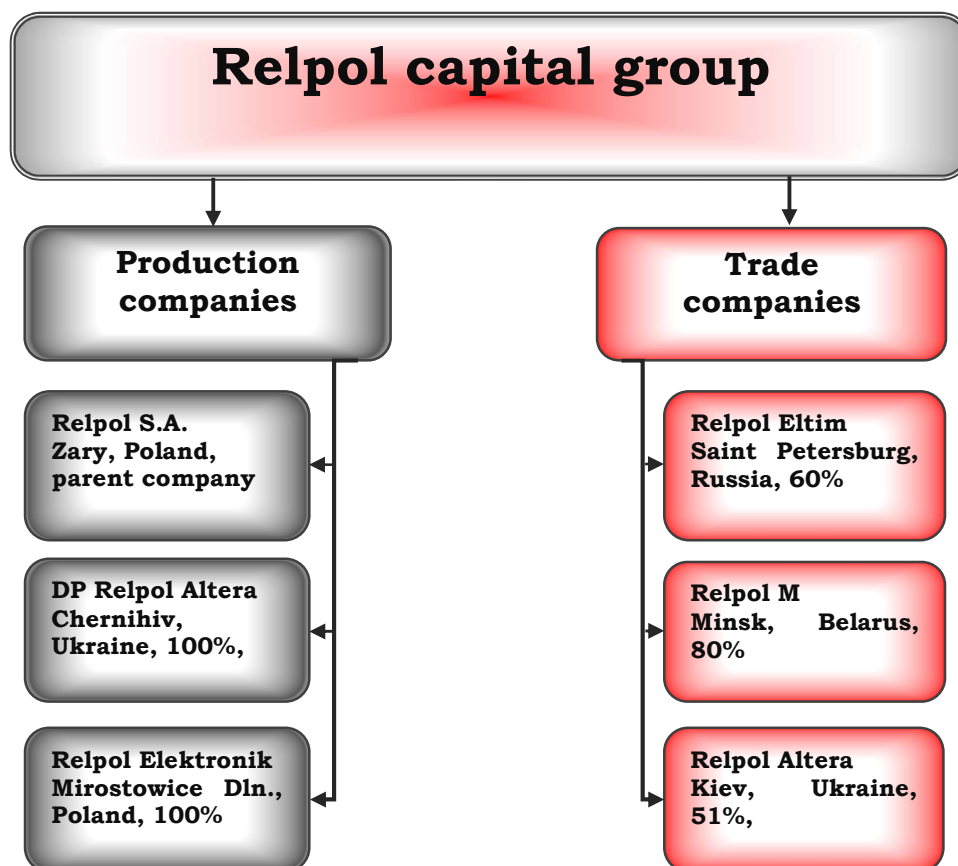 Relpol capital group
Production
companies
Trade
companies
Relpol S.A.
Zary, Poland,
parent company
DP Relpol Altera
Chernihiv,
Ukraine, 100%,
Relpol Elektronik
Mirostowice Dln.,
Poland, 100%
Relpol Eltim
Saint Petersburg,
Russia, 60%
Relpol M
Minsk, Belarus,
80%
Relpol Altera
Kiev, Ukraine,
51%,